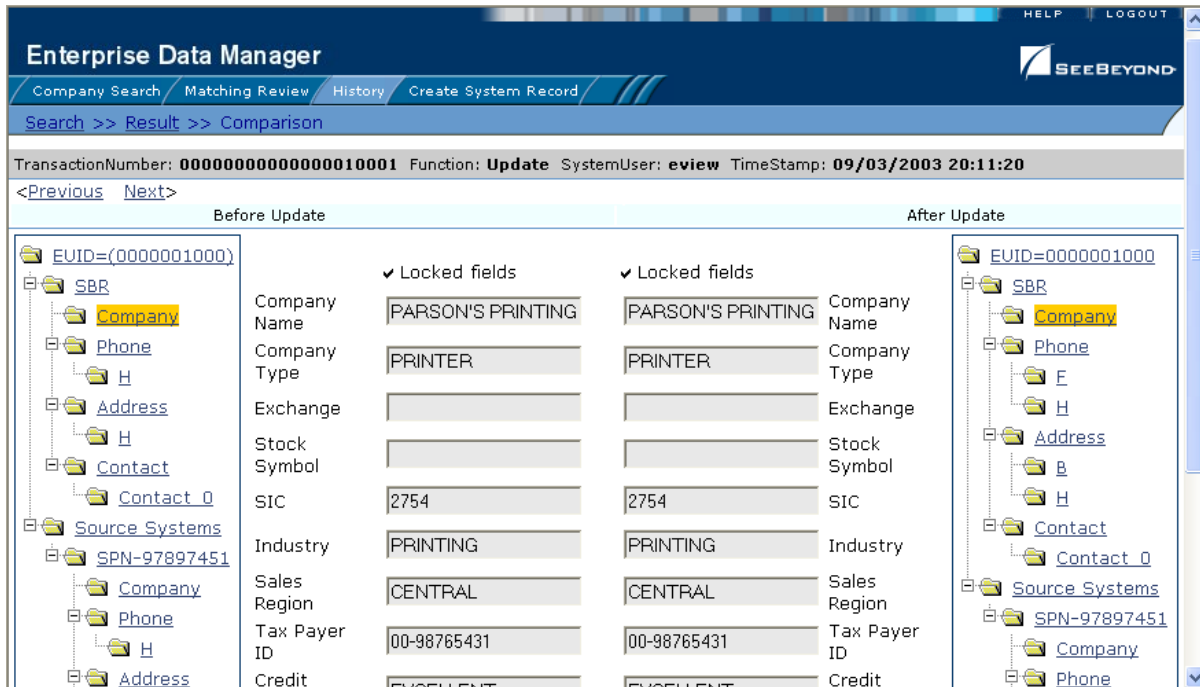 HELP LOGOUT
Enterprise Data Manager
SEEBEYOND
Company Search Matching Review History Create System Record
Search >> Result >> Comparison
TransactionNumber: 00000000000000010001 Function: Update SystemUser: eview TimeStamp: 09/03/2003 20:11:20
<Previous Next>
Before Update After Update
EUID=(0000001000)
SBR
Company
Phone
H
Address
H
Contact
Contact_0
Source Systems
SPN-97897451
Company
Phone
H
Address
✓ Locked fields ✓ Locked fields
Company Name PARSON'S PRINTING PARSON'S PRINTING Company Name
Company Type PRINTER PRINTER Company Type
Exchange Exchange
Stock Symbol Stock Symbol
SIC 2754 2754 SIC
Industry PRINTING PRINTING Industry
Sales Region CENTRAL CENTRAL Sales Region
Tax Payer ID 00-98765431 00-98765431 Tax Payer ID
Credit EXCELLENT EXCELLENT Credit
EUID=0000001000
SBR
Company
Phone
F
H
Address
B
H
Contact
Contact_0
Source Systems
SPN-97897451
Company
Phone